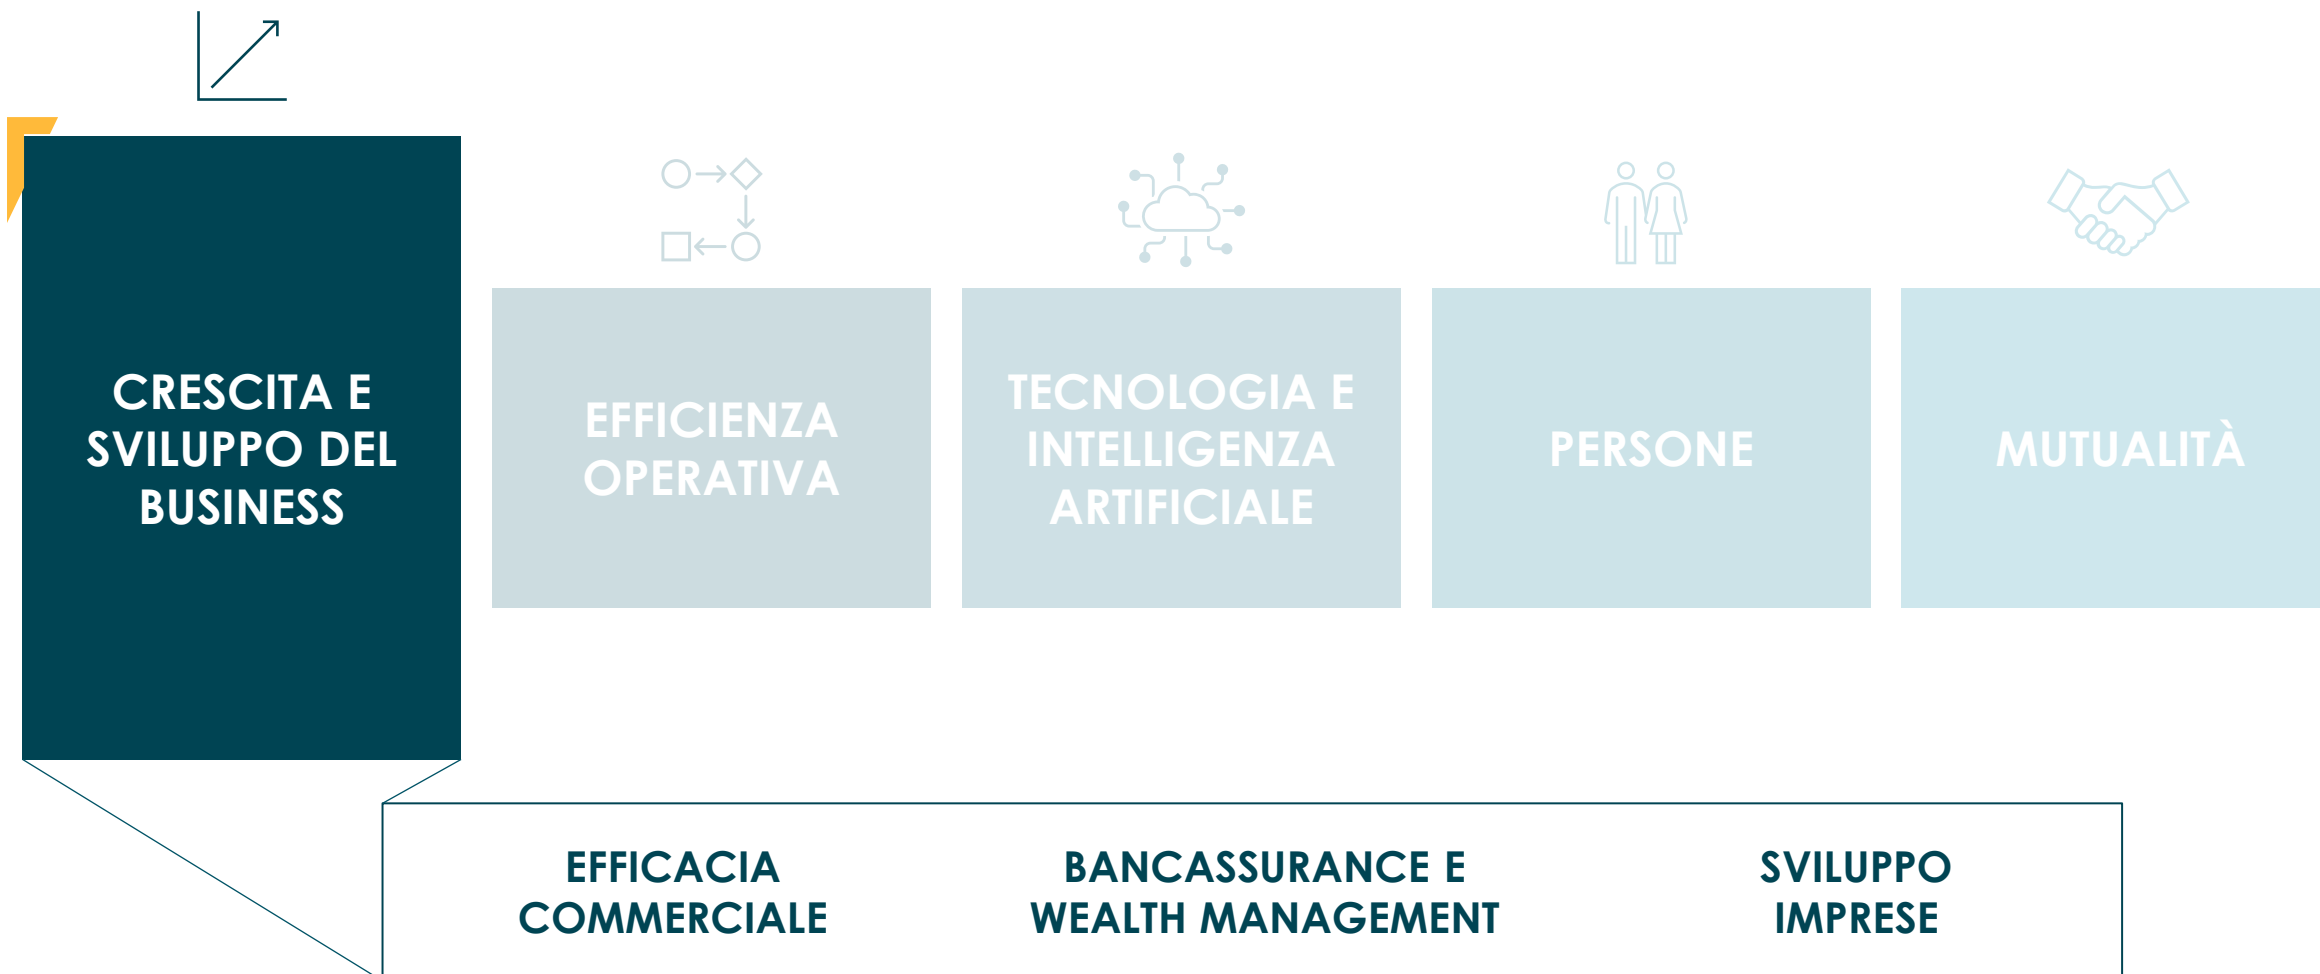 CRESCITA E
SVILUPPO DEL
BUSINESS
EFFICIENZA
OPERATIVA
TECNOLOGIA E
INTELLIGENZA
ARTIFICIALE
PERSONE
MUTUALITÀ
EFFICACIA
COMMERCIALE
BANCASSURANCE E
WEALTH MANAGEMENT
SVILUPPO
IMPRESE